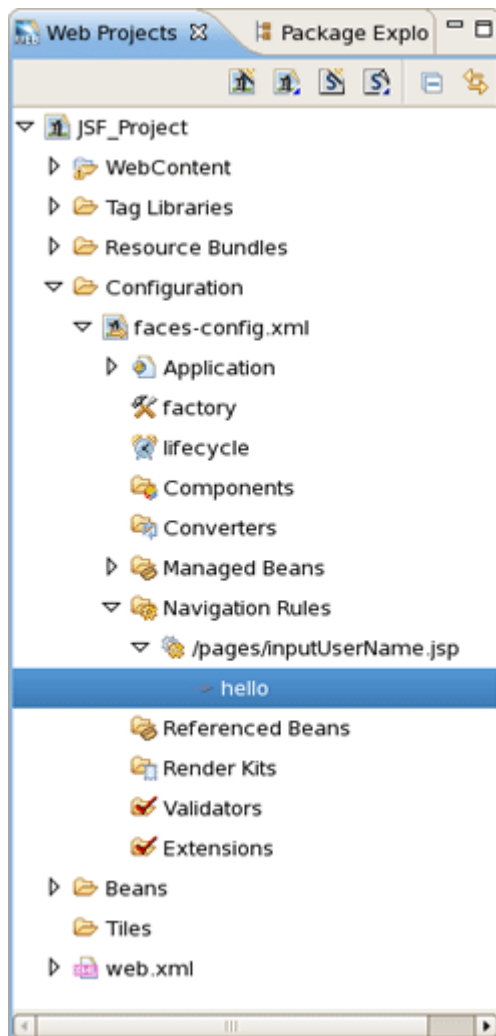 Web Projects Package Explo
JSF_Project
WebContent
Tag Libraries
Resource Bundles
Configuration
faces-config.xml
Application
factory
lifecycle
Components
Converters
Managed Beans
Navigation Rules
/pages/inputUserName.jsp
hello
Referenced Beans
Render Kits
Validators
Extensions
Beans
Tiles
web.xml